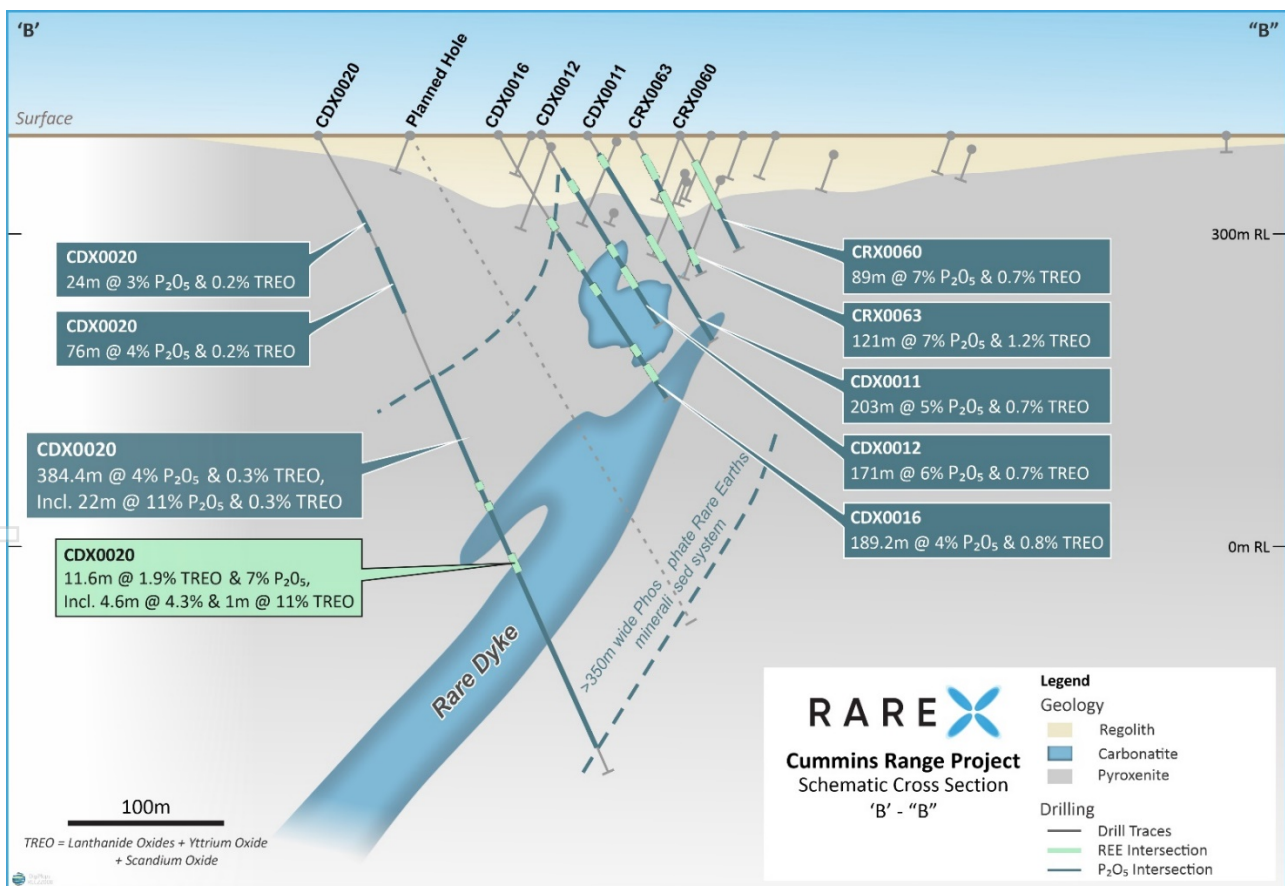 'B'
"B"
CDX0020
Planned Hole
CDX0016
CDX0012
CDX0011
CRX0063
CRX0060
Surface
300m RL
0m RL
CDX0020
24m @ 3% P₂O₅ & 0.2% TREO
CDX0020
76m @ 4% P₂O₅ & 0.2% TREO
CDX0020
384.4m @ 4% P₂O₅ & 0.3% TREO,
Incl. 22m @ 11% P₂O₅ & 0.3% TREO
CDX0020
11.6m @ 1.9% TREO & 7% P₂O₅,
Incl. 4.6m @ 4.3% & 1m @ 11% TREO
CRX0060
89m @ 7% P₂O₅ & 0.7% TREO
CRX0063
121m @ 7% P₂O₅ & 1.2% TREO
CDX0011
203m @ 5% P₂O₅ & 0.7% TREO
CDX0012
171m @ 6% P₂O₅ & 0.7% TREO
CDX0016
189.2m @ 4% P₂O₅ & 0.8% TREO
Rare Dyke
>350m wide Phos phate Rare Earths
minerali sed system
100m
TREO = Lanthanide Oxides + Yttrium Oxide
+ Scandium Oxide
RAREX
Cummins Range Project
Schematic Cross Section
'B' - "B"
Legend
Geology
Regolith
Carbonatite
Pyroxenite
Drilling
Drill Traces
REE Intersection
P₂O₅ Intersection